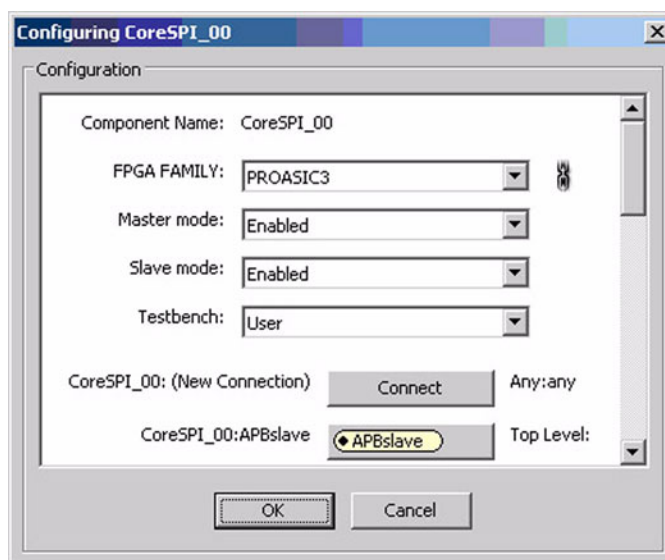 Configuring CoreSPI_00
Configuration
Component Name: CoreSPI_00
FPGA FAMILY: PROASIC3
Master mode: Enabled
Slave mode: Enabled
Testbench: User
CoreSPI_00: (New Connection) Connect Any:any
CoreSPI_00:APBslave APBslave Top Level:
OK Cancel